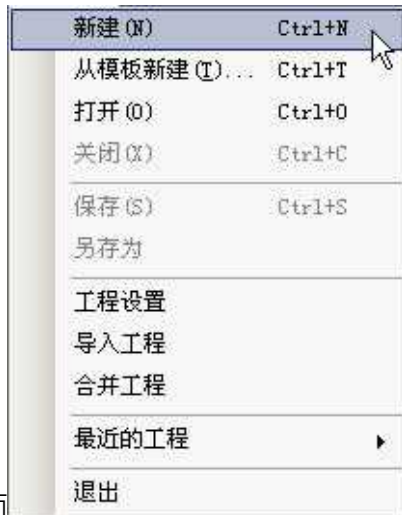 新建(N) Ctrl+N
从模板新建(T)... Ctrl+T
打开(O) Ctrl+O
关闭(X) Ctrl+C
保存(S) Ctrl+S
另存为
工程设置
导入工程
合并工程
最近的工程
退出